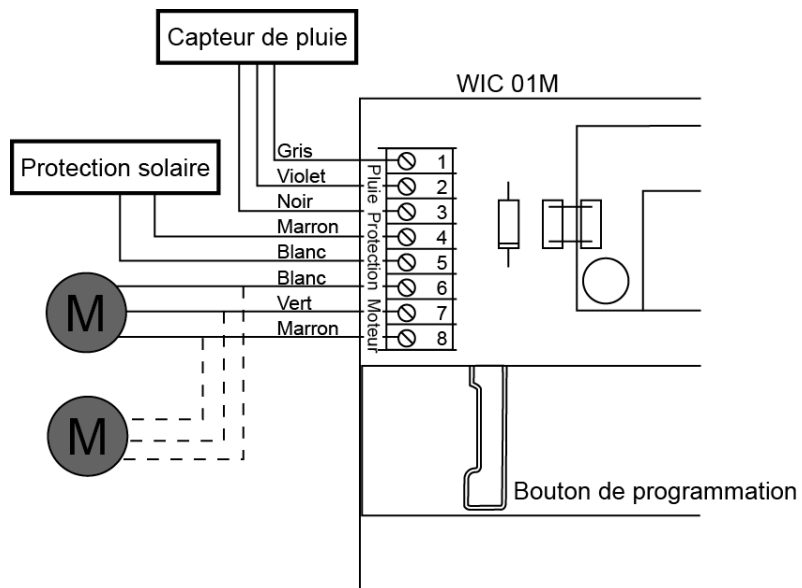 Capteur de pluie
WIC 01M
Protection solaire
Gris
1
Violet
2
Noir
3
Marron
4
Blanc
5
Blanc
6
Vert
7
Marron
8
Pluie
Protection
Moteur
M
M
Bouton de programmation